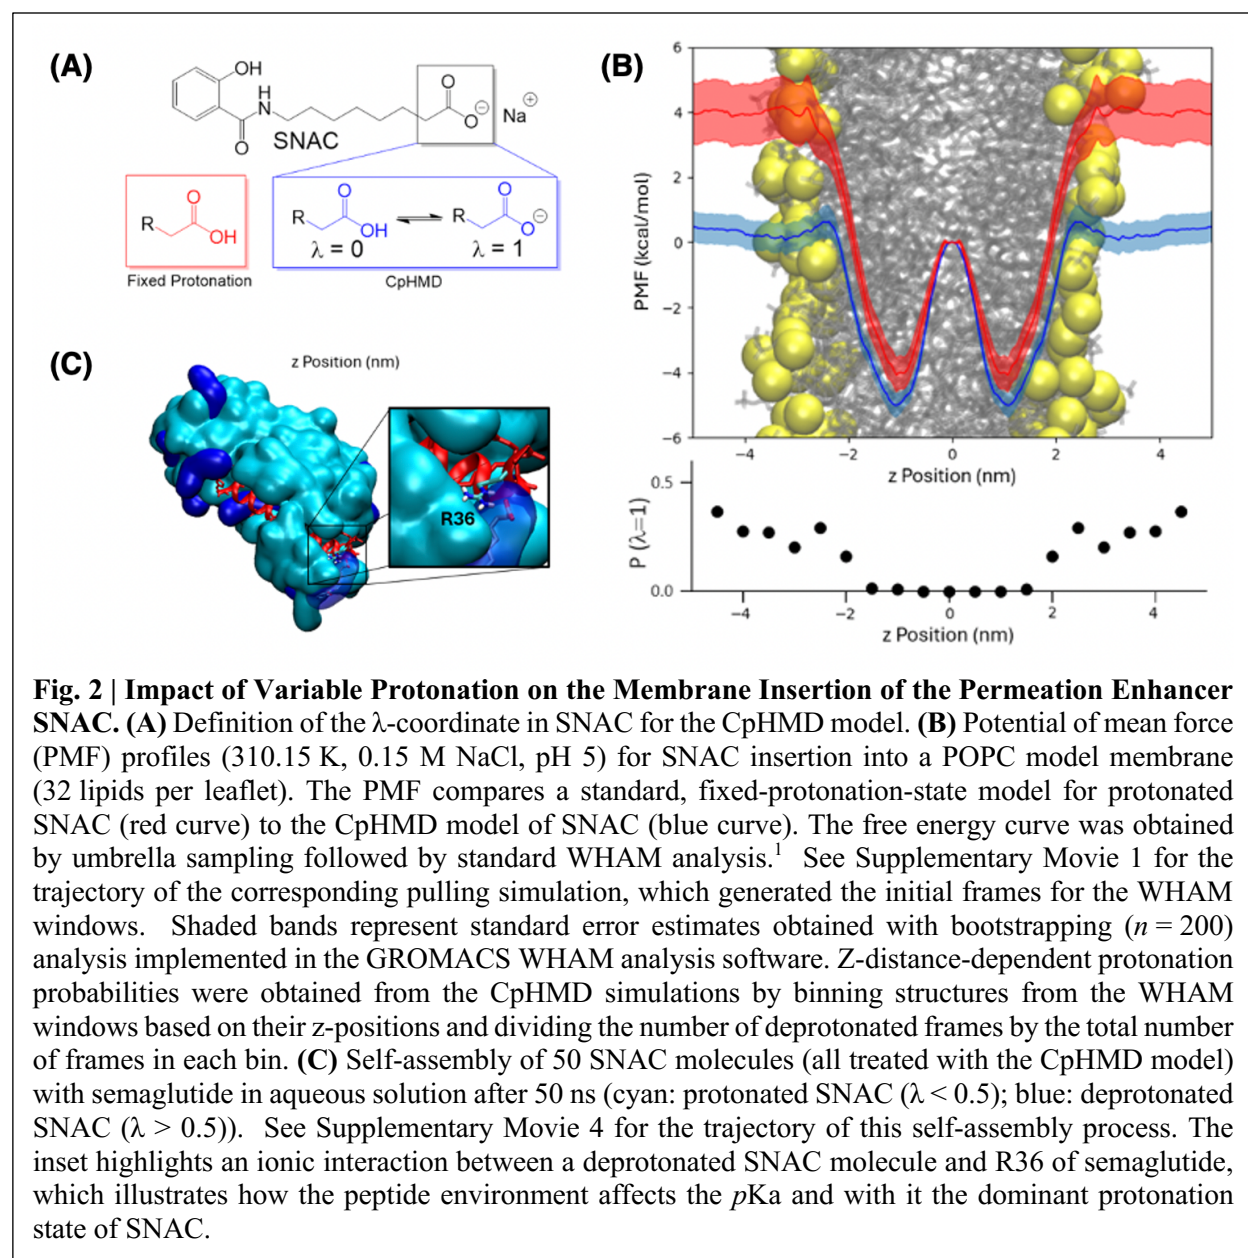 (A)
OH
H
N
O
SNAC
O
O⊖
Na⊕
R
O
OH
Fixed Protonation
R
O
OH
λ = 0
R
O
O⊖
λ = 1
CpHMD
(B)
6
4
2
0
−2
−4
−6
PMF (kcal/mol)
−4 −2 0 2 4
z Position (nm)
0.5
0.0
P (λ=1)
−4 −2 0 2 4
z Position (nm)
(C)
z Position (nm)
R36
Fig. 2 | Impact of Variable Protonation on the Membrane Insertion of the Permeation Enhancer
SNAC. (A) Definition of the λ-coordinate in SNAC for the CpHMD model. (B) Potential of mean force
(PMF) profiles (310.15 K, 0.15 M NaCl, pH 5) for SNAC insertion into a POPC model membrane
(32 lipids per leaflet). The PMF compares a standard, fixed-protonation-state model for protonated
SNAC (red curve) to the CpHMD model of SNAC (blue curve). The free energy curve was obtained
by umbrella sampling followed by standard WHAM analysis.1 See Supplementary Movie 1 for the
trajectory of the corresponding pulling simulation, which generated the initial frames for the WHAM
windows. Shaded bands represent standard error estimates obtained with bootstrapping (n = 200)
analysis implemented in the GROMACS WHAM analysis software. Z-distance-dependent protonation
probabilities were obtained from the CpHMD simulations by binning structures from the WHAM
windows based on their z-positions and dividing the number of deprotonated frames by the total number
of frames in each bin. (C) Self-assembly of 50 SNAC molecules (all treated with the CpHMD model)
with semaglutide in aqueous solution after 50 ns (cyan: protonated SNAC (λ < 0.5); blue: deprotonated
SNAC (λ > 0.5)). See Supplementary Movie 4 for the trajectory of this self-assembly process. The
inset highlights an ionic interaction between a deprotonated SNAC molecule and R36 of semaglutide,
which illustrates how the peptide environment affects the pKa and with it the dominant protonation
state of SNAC.